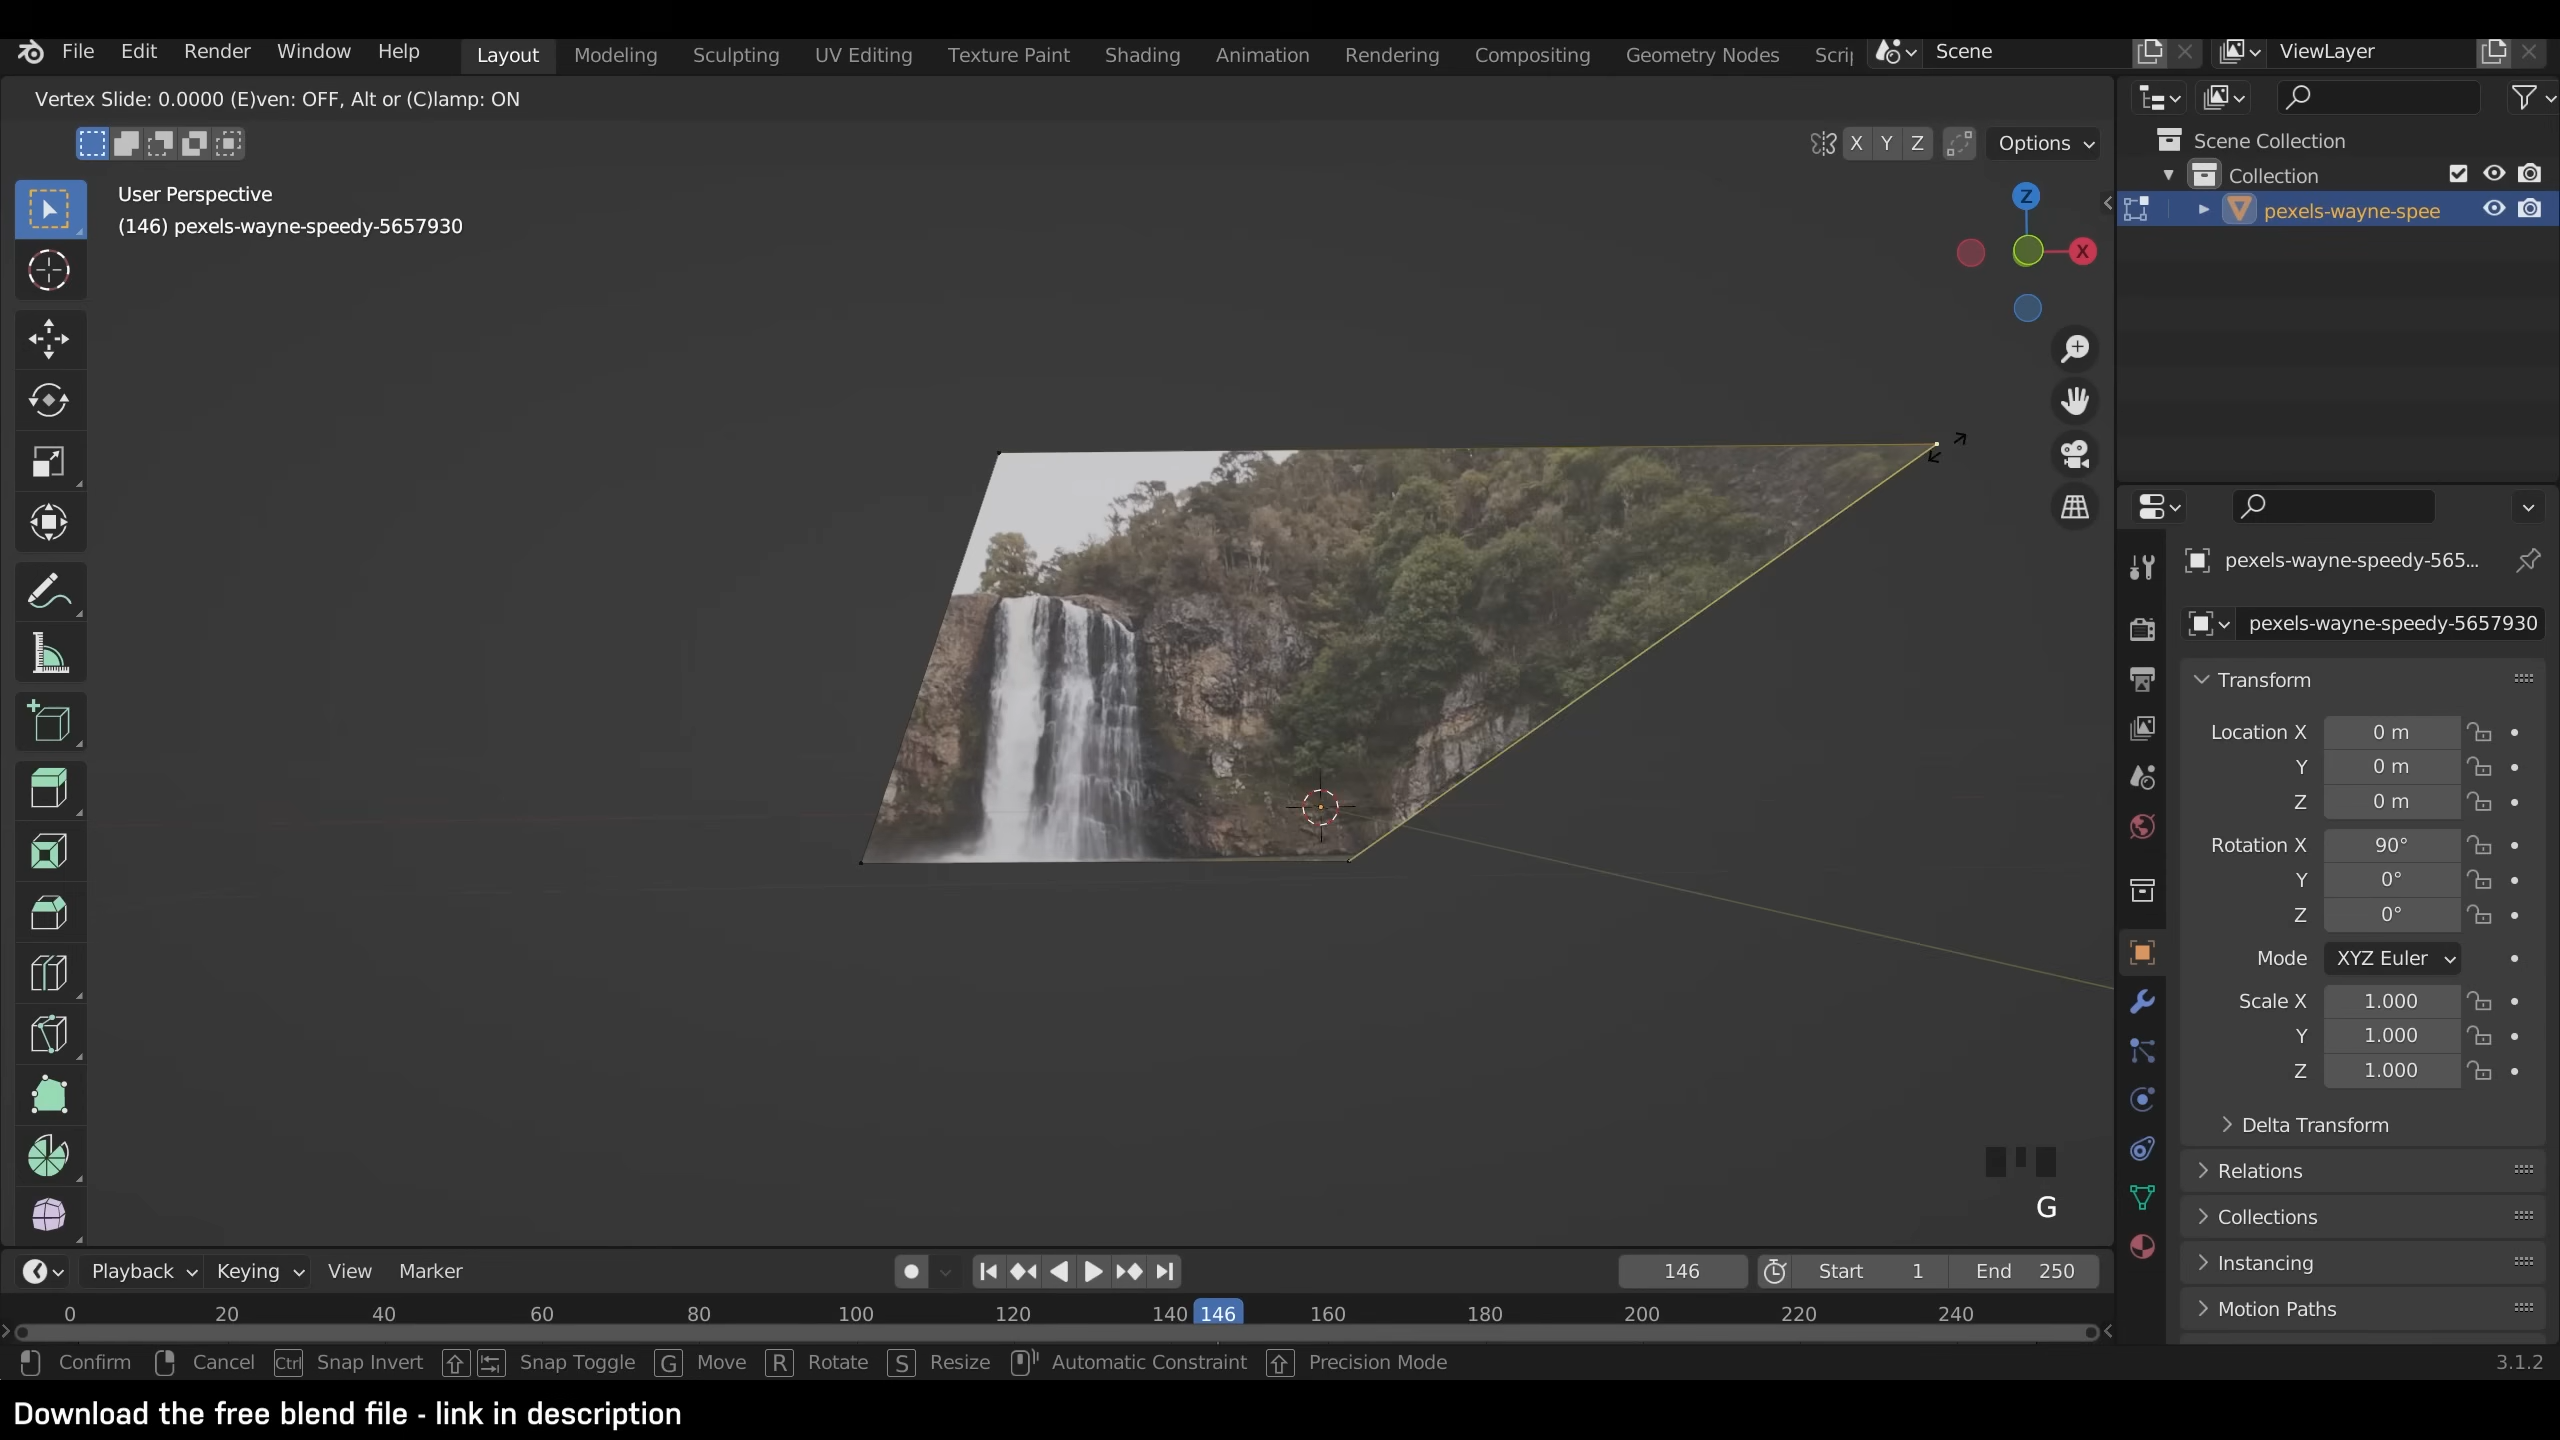 File Edit Render Window Help Layout Modeling Sculpting UV Editing Texture Paint Shading Animation Rendering Compositing Geometry Nodes Scrip Scene ViewLayer
Vertex Slide: 0.0000 (E)ven: OFF, Alt or (C)lamp: ON
X Y Z Options
Scene Collection
Collection
pexels-wayne-spee
User Perspective
(146) pexels-wayne-speedy-5657930
Z
X
pexels-wayne-speedy-565...
pexels-wayne-speedy-5657930
Transform
Location X 0 m
Y 0 m
Z 0 m
Rotation X 90°
Y 0°
Z 0°
Mode XYZ Euler
Scale X 1.000
Y 1.000
Z 1.000
Delta Transform
Relations
Collections
Instancing
Motion Paths
G
Playback Keying View Marker 146 Start 1 End 250
0 20 40 60 80 100 120 140 146 160 180 200 220 240
Confirm Cancel Ctrl Snap Invert Snap Toggle G Move R Rotate S Resize Automatic Constraint Precision Mode 3.1.2
Download the free blend file - link in description